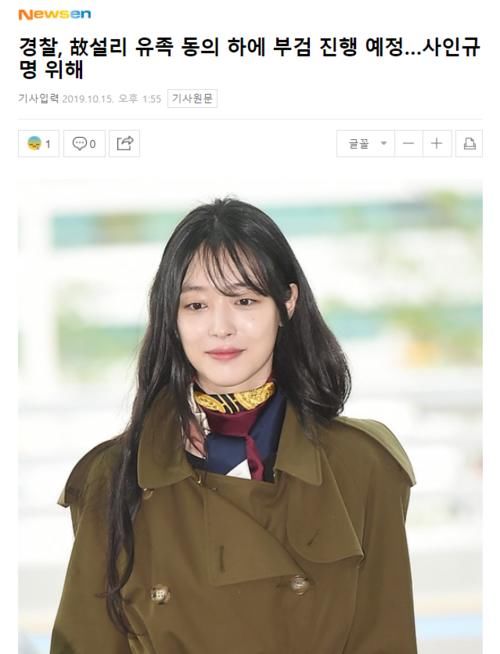 Newsen
경찰, 故설리 유족 동의 하에 부검 진행 예정…사인규
명 위해
기사입력 2019.10.15. 오후 1:55 기사원문
1 0 글꼴